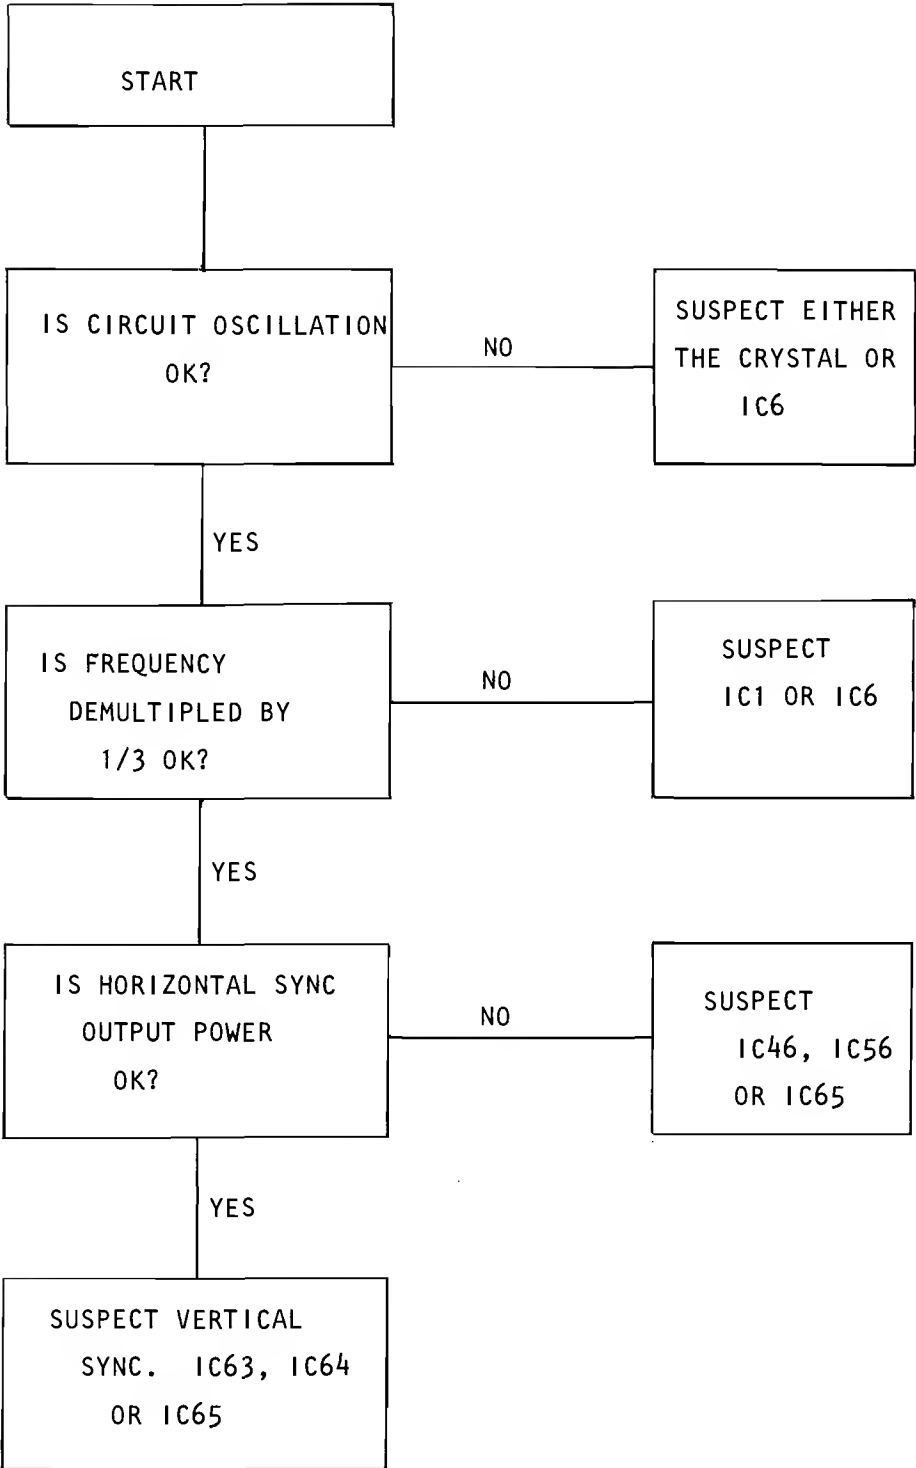 START
IS CIRCUIT OSCILLATION
OK?
NO
SUSPECT EITHER
THE CRYSTAL OR
IC6
YES
IS FREQUENCY
DEMULTIPLED BY
1/3 OK?
NO
SUSPECT
IC1 OR IC6
YES
IS HORIZONTAL SYNC
OUTPUT POWER
OK?
NO
SUSPECT
IC46, IC56
OR IC65
YES
SUSPECT VERTICAL
SYNC. IC63, IC64
OR IC65